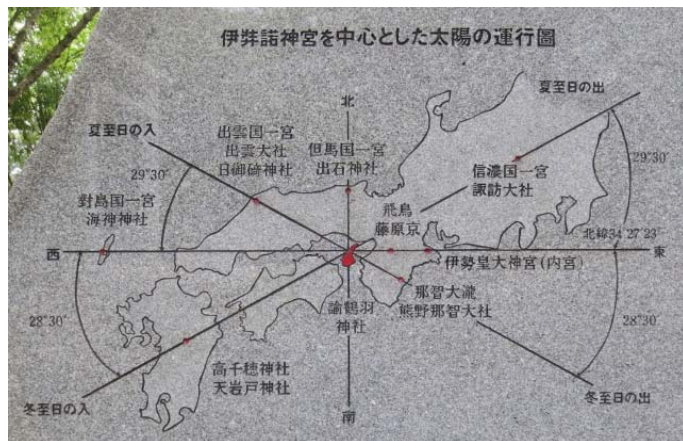 伊弉諾神宮を中心とした太陽の運行圖
北
夏至日の出
夏至日の入
出雲国一宮
出雲大社
日御碕神社
但馬国一宮
出石神社
信濃国一宮
諏訪大社
29°30′
29°30′
對島国一宮
海神神社
飛鳥
藤原京
北緯34°27′23″
西
東
伊勢皇大神宮(内宮)
那智大瀧
熊野那智大社
諭鶴羽
神社
28°30′
28°30′
高千穂神社
天岩戸神社
冬至日の入
冬至日の出
南